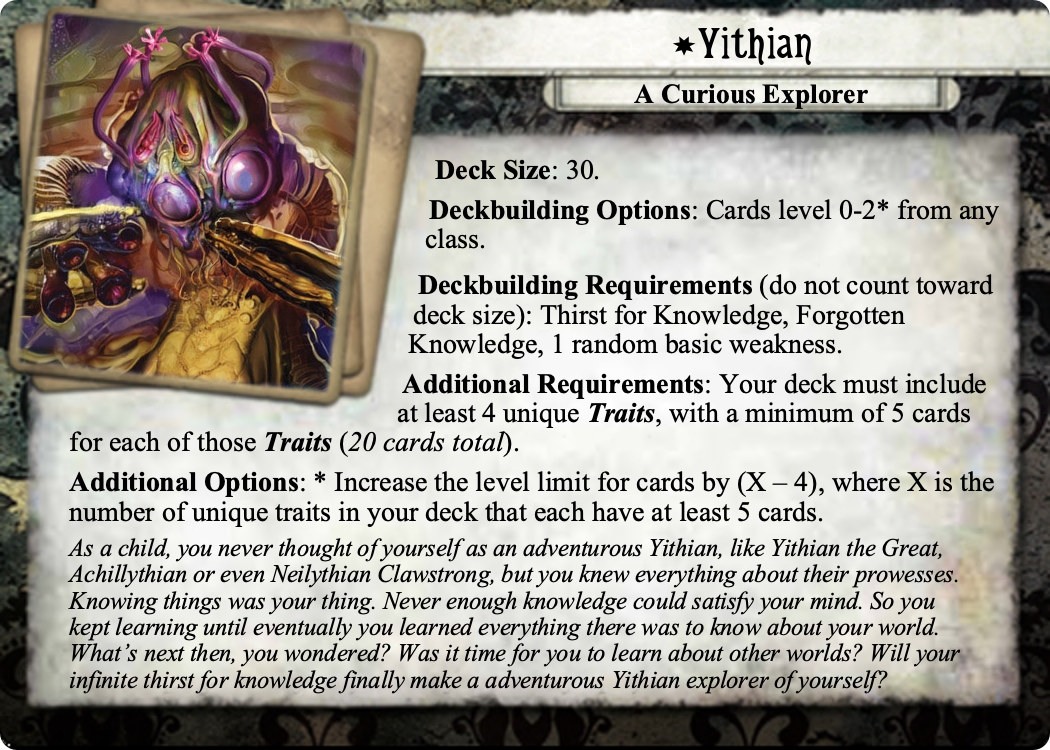 Yithian
A Curious Explorer
Deck Size: 30.
Deckbuilding Options: Cards level 0-2* from any
class.
Deckbuilding Requirements (do not count toward
deck size): Thirst for Knowledge, Forgotten
Knowledge, 1 random basic weakness.
Additional Requirements: Your deck must include
at least 4 unique Traits, with a minimum of 5 cards
for each of those Traits (20 cards total).
Additional Options: * Increase the level limit for cards by (X – 4), where X is the
number of unique traits in your deck that each have at least 5 cards.
As a child, you never thought of yourself as an adventurous Yithian, like Yithian the Great,
Achillythian or even Neilythian Clawstrong, but you knew everything about their prowesses.
Knowing things was your thing. Never enough knowledge could satisfy your mind. So you
kept learning until eventually you learned everything there was to know about your world.
What’s next then, you wondered? Was it time for you to learn about other worlds? Will your
infinite thirst for knowledge finally make a adventurous Yithian explorer of yourself?